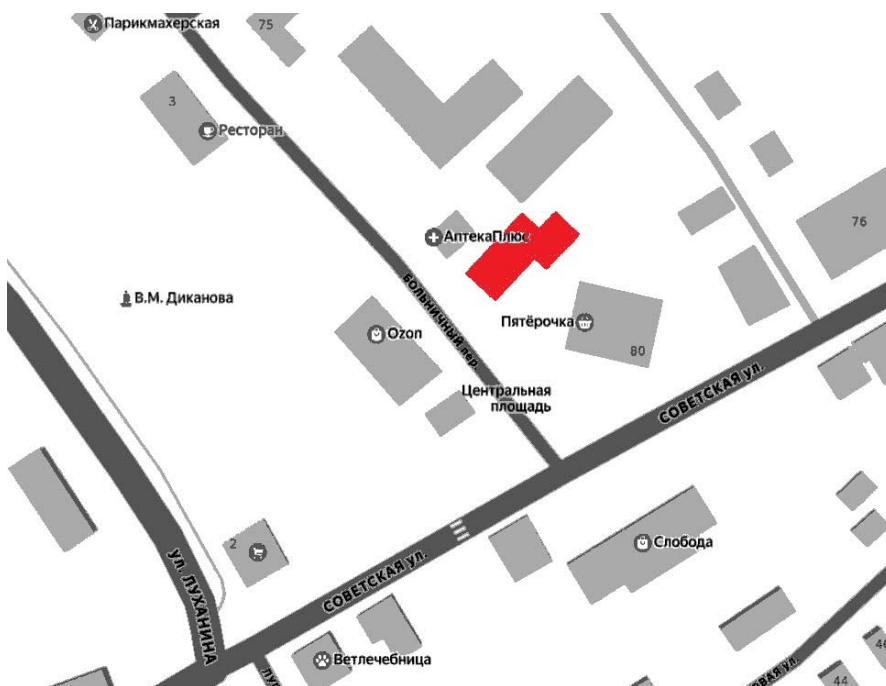 Парикмахерская
75
3
Ресторан
76
АптекаПлюс
В.М. Диканова
БОЛЬНИЧНЫЙ пер.
Ozon
Пятёрочка
80
Центральная
площадь
СОВЕТСКАЯ ул.
2
Слобода
ул. ЛУХАНИНА
СОВЕТСКАЯ ул.
Ветлечебница
44